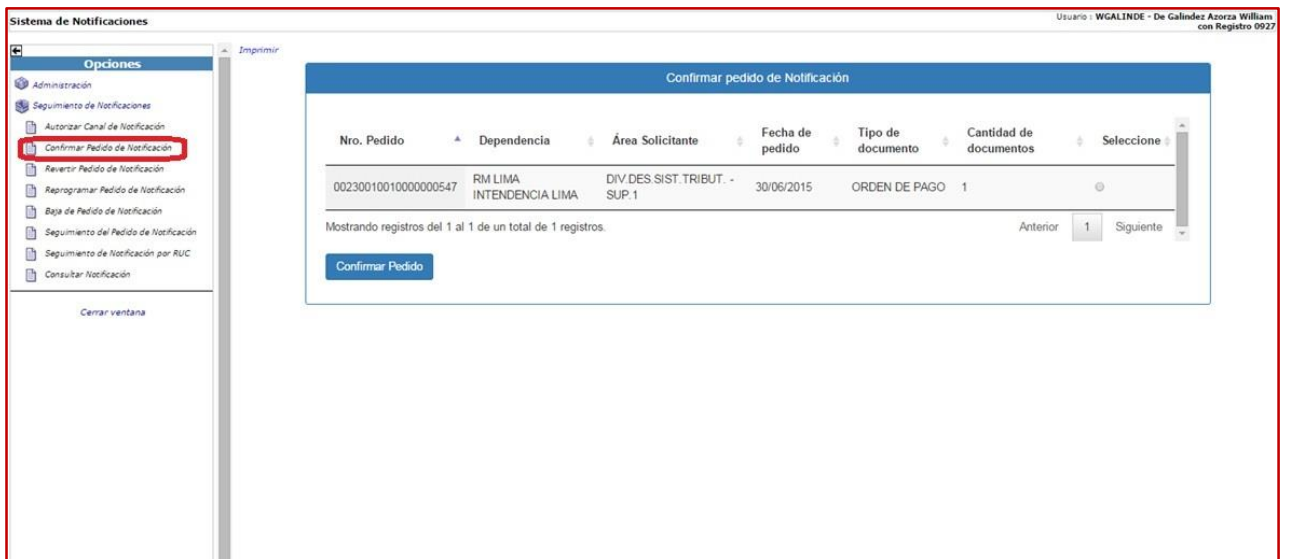 Sistema de Notificaciones
Usuario : WGALINDE - De Galindez Azorza William
con Registro 0927
Opciones
Administración
Seguimiento de Notificaciones
Autorizar Canal de Notificación
Confirmar Pedido de Notificación
Revertir Pedido de Notificación
Reprogramar Pedido de Notificación
Baja de Pedido de Notificación
Seguimiento del Pedido de Notificación
Seguimiento de Notificación por RUC
Consultar Notificación
Cerrar ventana
Imprimir
Confirmar pedido de Notificación
Nro. Pedido Dependencia Área Solicitante Fecha de pedido Tipo de documento Cantidad de documentos Seleccione
00230010010000000547 RM LIMA INTENDENCIA LIMA DIV.DES.SIST.TRIBUT. - SUP.1 30/06/2015 ORDEN DE PAGO 1
Mostrando registros del 1 al 1 de un total de 1 registros.
Anterior 1 Siguiente
Confirmar Pedido